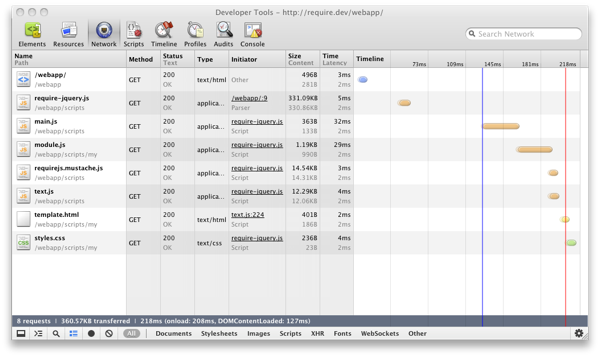 Developer Tools - http://require.dev/webapp/
Elements Resources Network Scripts Timeline Profiles Audits Console
Search Network
Name Path Method Status Text Type Initiator Size Content Time Latency Timeline
73ms 109ms 145ms 181ms 218ms
/webapp/ GET 200 text/html Other 496B 3ms
/webapp OK 281B 2ms
require-jquery.js GET 200 applica... /webapp/:9 331.09KB 5ms
/webapp/scripts OK Parser 330.86KB 2ms
main.js GET 200 applica... require-jquery.js 363B 32ms
/webapp/scripts OK Script 133B 2ms
module.js GET 200 applica... require-jquery.js 1.19KB 29ms
/webapp/scripts/my OK Script 990B 2ms
requirejs.mustache.js GET 200 applica... require-jquery.js 14.54KB 3ms
/webapp/scripts OK Script 14.31KB 2ms
text.js GET 200 applica... require-jquery.js 12.29KB 4ms
/webapp/scripts OK Script 12.06KB 2ms
template.html GET 200 text/html text.js:224 401B 2ms
/webapp/scripts/my OK Script 186B 2ms
styles.css GET 200 text/css require-jquery.js 236B 4ms
/webapp/scripts/my OK Script 23B 2ms
8 requests | 360.57KB transferred | 218ms (onload: 208ms, DOMContentLoaded: 127ms)
All Documents Stylesheets Images Scripts XHR Fonts WebSockets Other